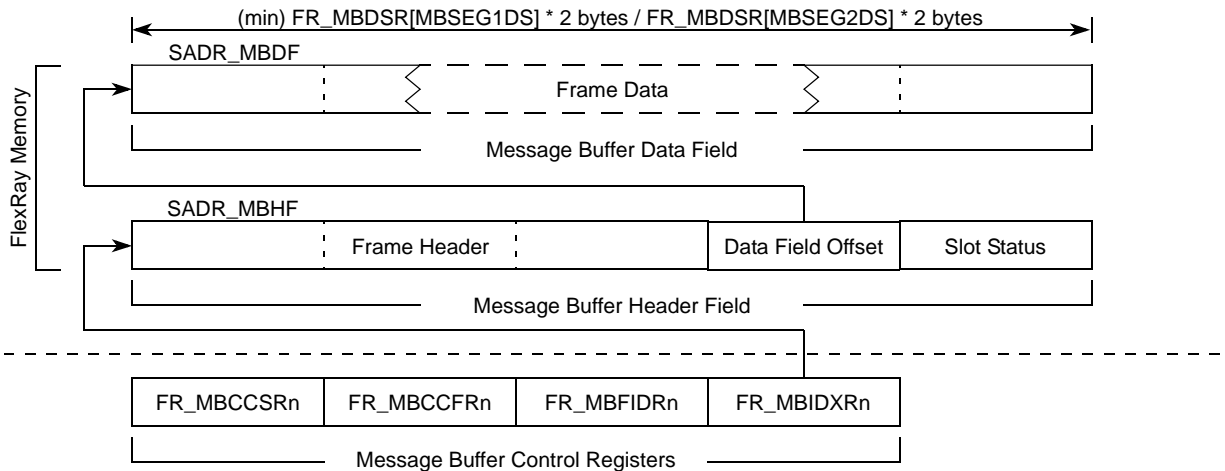 (min) FR_MBDSR[MBSEG1DS] * 2 bytes / FR_MBDSR[MBSEG2DS] * 2 bytes
SADR_MBDF
Frame Data
Message Buffer Data Field
FlexRay Memory
SADR_MBHF
Frame Header
Data Field Offset
Slot Status
Message Buffer Header Field
FR_MBCCSRn
FR_MBCCFRn
FR_MBFIDRn
FR_MBIDXRn
Message Buffer Control Registers